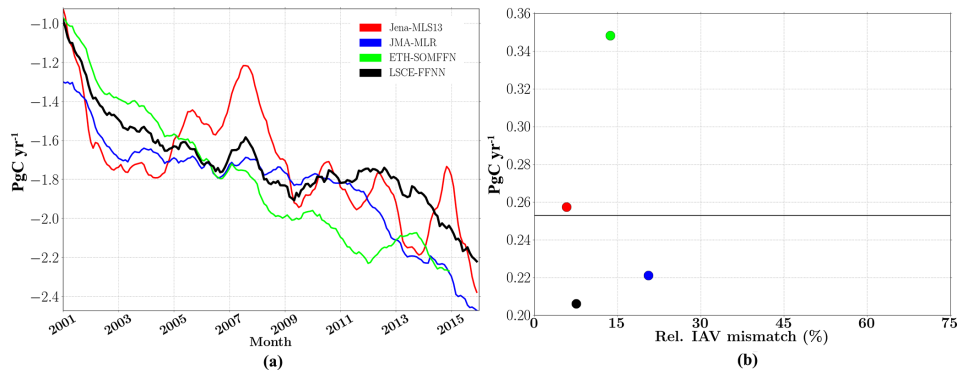 PgC yr-1
−1.0
−1.2
−1.4
−1.6
−1.8
−2.0
−2.2
−2.4
Jena-MLS13
JMA-MLR
ETH-SOMFFN
LSCE-FFNN
2001 2003 2005 2007 2009 2011 2013 2015
Month
(a)
PgC yr-1
0.36
0.34
0.32
0.30
0.28
0.26
0.24
0.22
0.20
0 15 30 45 60 75
Rel. IAV mismatch (%)
(b)